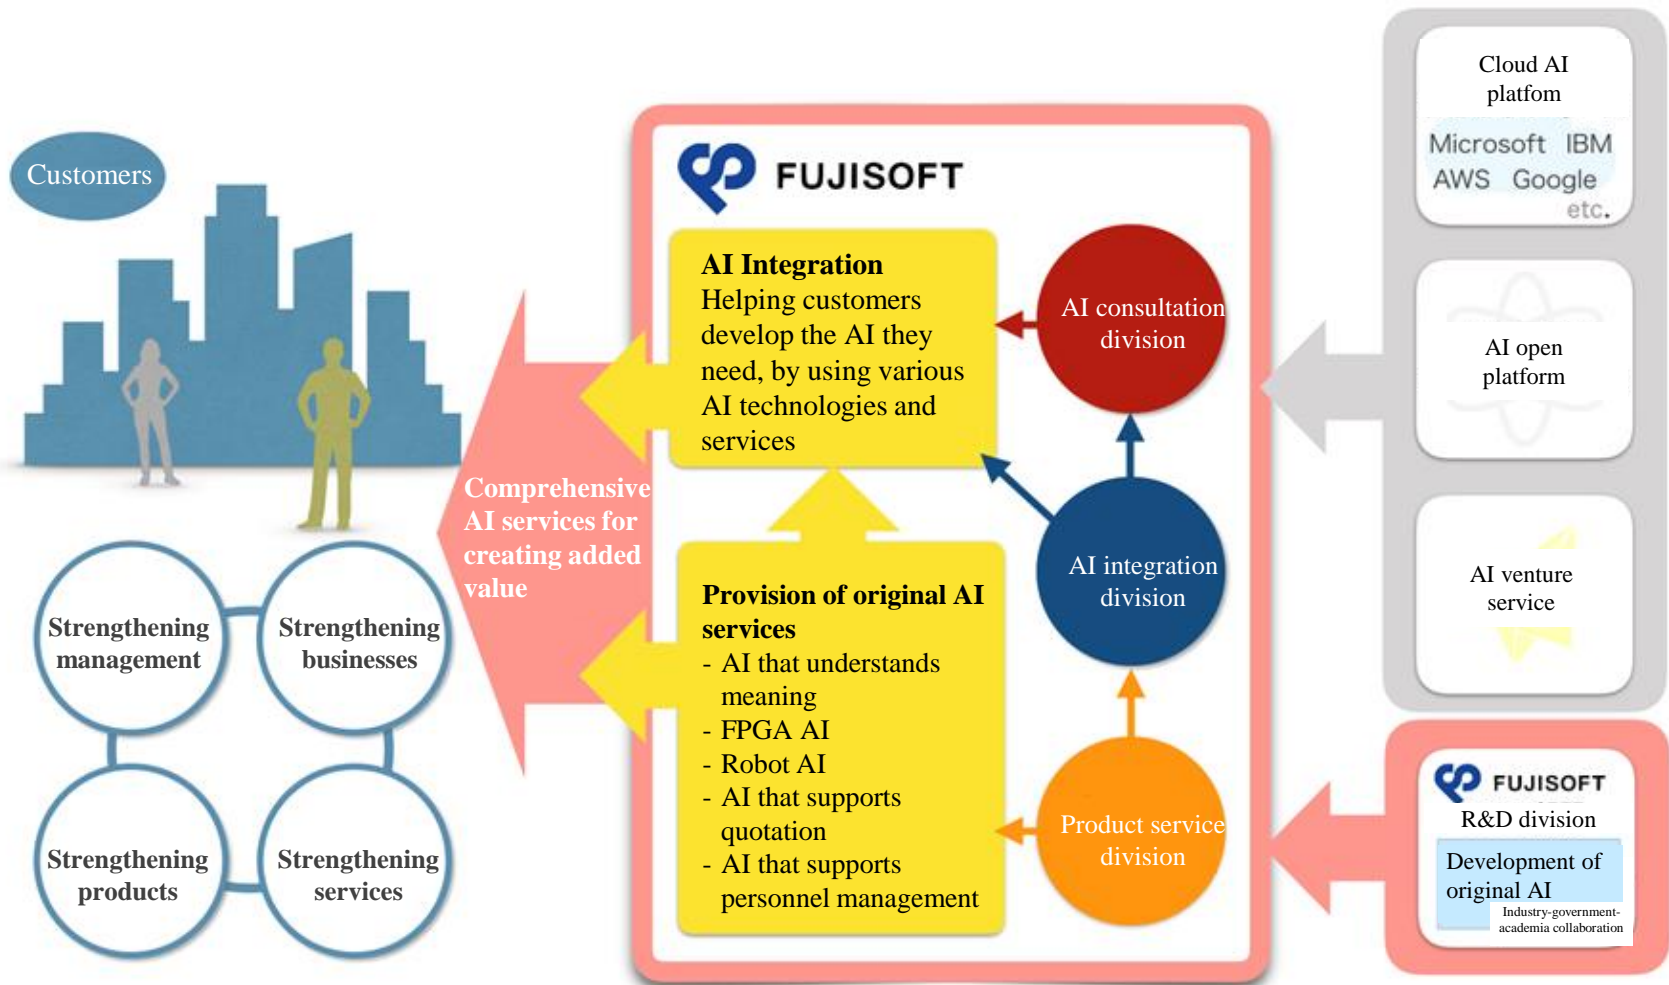 Customers
Strengthening
management
Strengthening
businesses
Strengthening
products
Strengthening
services
Comprehensive
AI services for
creating added
value
FUJISOFT
AI Integration
Helping customers
develop the AI they
need, by using various
AI technologies and
services
Provision of original AI
services
- AI that understands
meaning
- FPGA AI
- Robot AI
- AI that supports
quotation
- AI that supports
personnel management
AI consultation
division
AI integration
division
Product service
division
Cloud AI
platfom
Microsoft IBM
AWS Google
etc.
AI open
platform
AI venture
service
FUJISOFT
R&D division
Development of
original AI
Industry-government-
academia collaboration